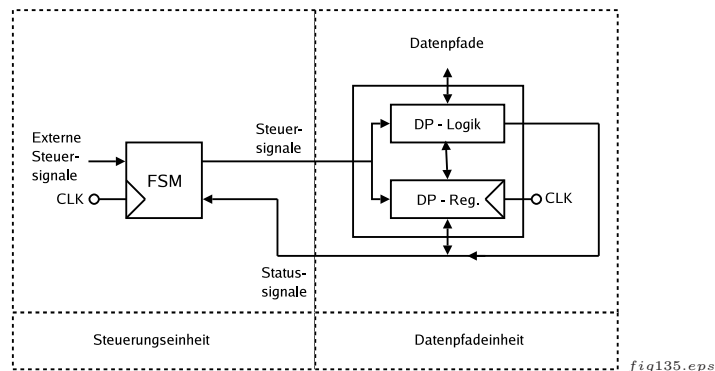 Datenpfade
DP - Logik
Externe
Steuer-
signale
Steuer-
signale
FSM
CLK
DP - Reg.
CLK
Status-
signale
Steuerungseinheit
Datenpfadeinheit
fig135.eps